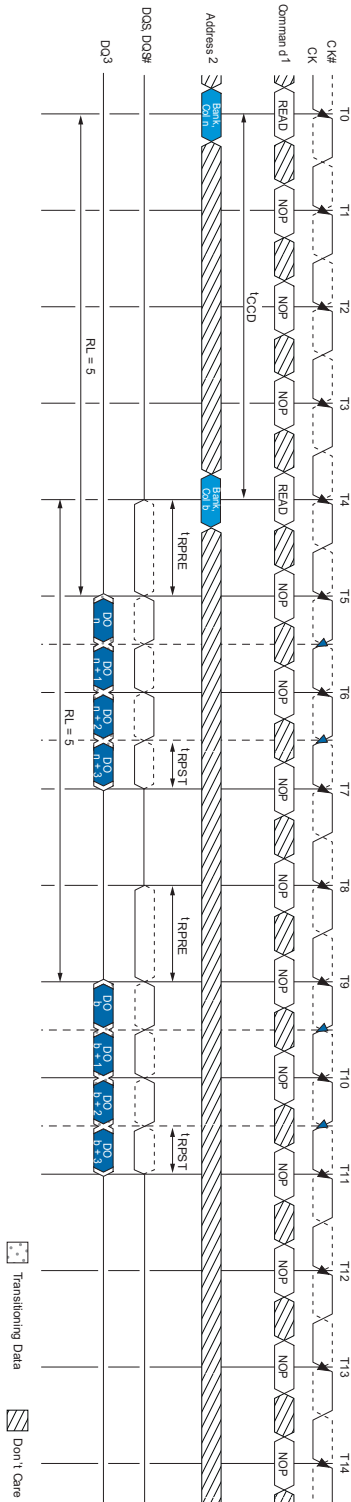 T0 T1 T2 T3 T4 T5 T6 T7 T8 T9 T10 T11 T12 T13 T14
CK#
CK
Command1 READ NOP NOP NOP READ NOP NOP NOP NOP NOP NOP NOP NOP NOP NOP
tCCD
Address 2 Bank, Col n Bank, Col b
tRPRE tRPST tRPRE tRPST
DQS, DQS#
DQ3 DO n DO n + 1 DO n + 2 DO n + 3 DO b DO b + 1 DO b + 2 DO b + 3
RL = 5
RL = 5
Transitioning Data Don't Care